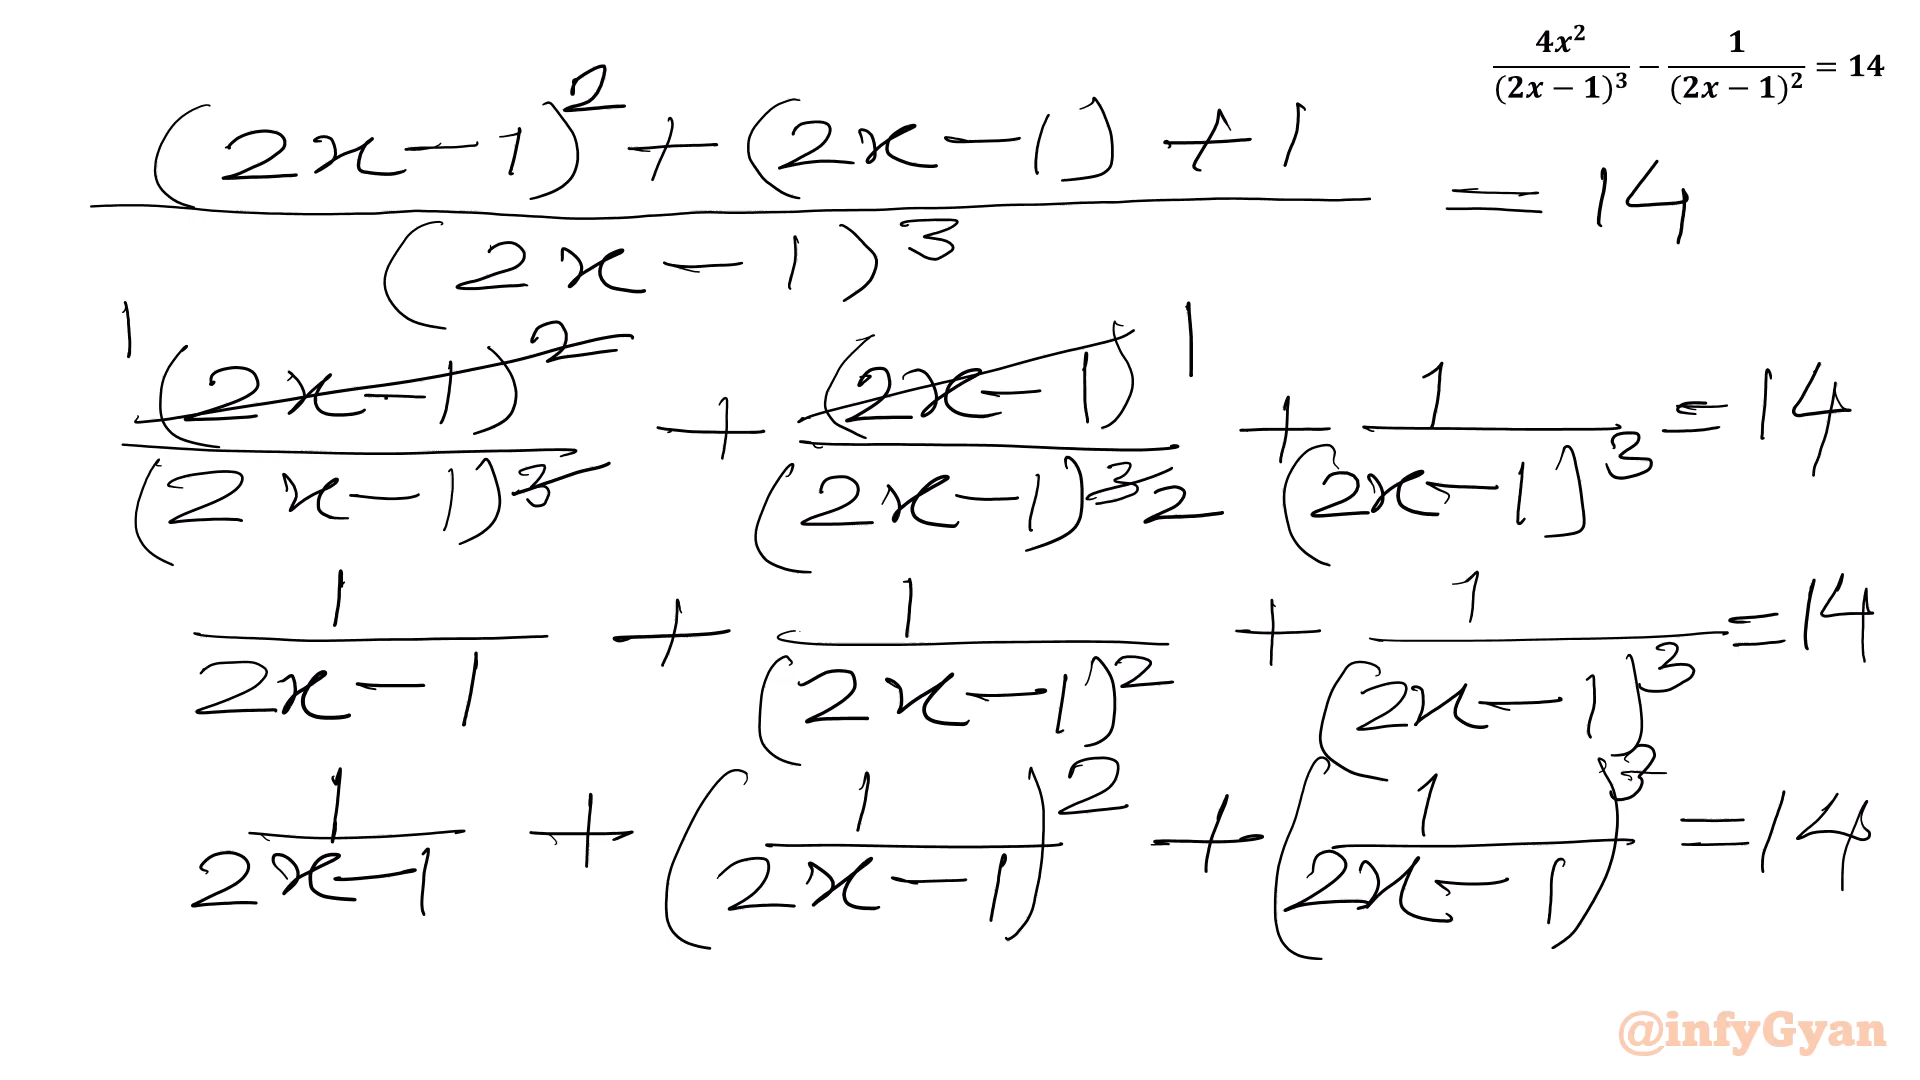 4x²/(2x − 1)³ − 1/(2x − 1)² = 14
((2x-1)² + (2x-1) + 1)/(2x-1)³ = 14
1 (2x-1)²/(2x-1)³ + (2x-1) 1/(2x-1)³ 2 + 1/(2x-1)³ = 14
1/(2x-1) + 1/(2x-1)² + 1/(2x-1)³ = 14
1/(2x-1) + (1/(2x-1))² + (1/(2x-1))³ = 14
@infyGyan